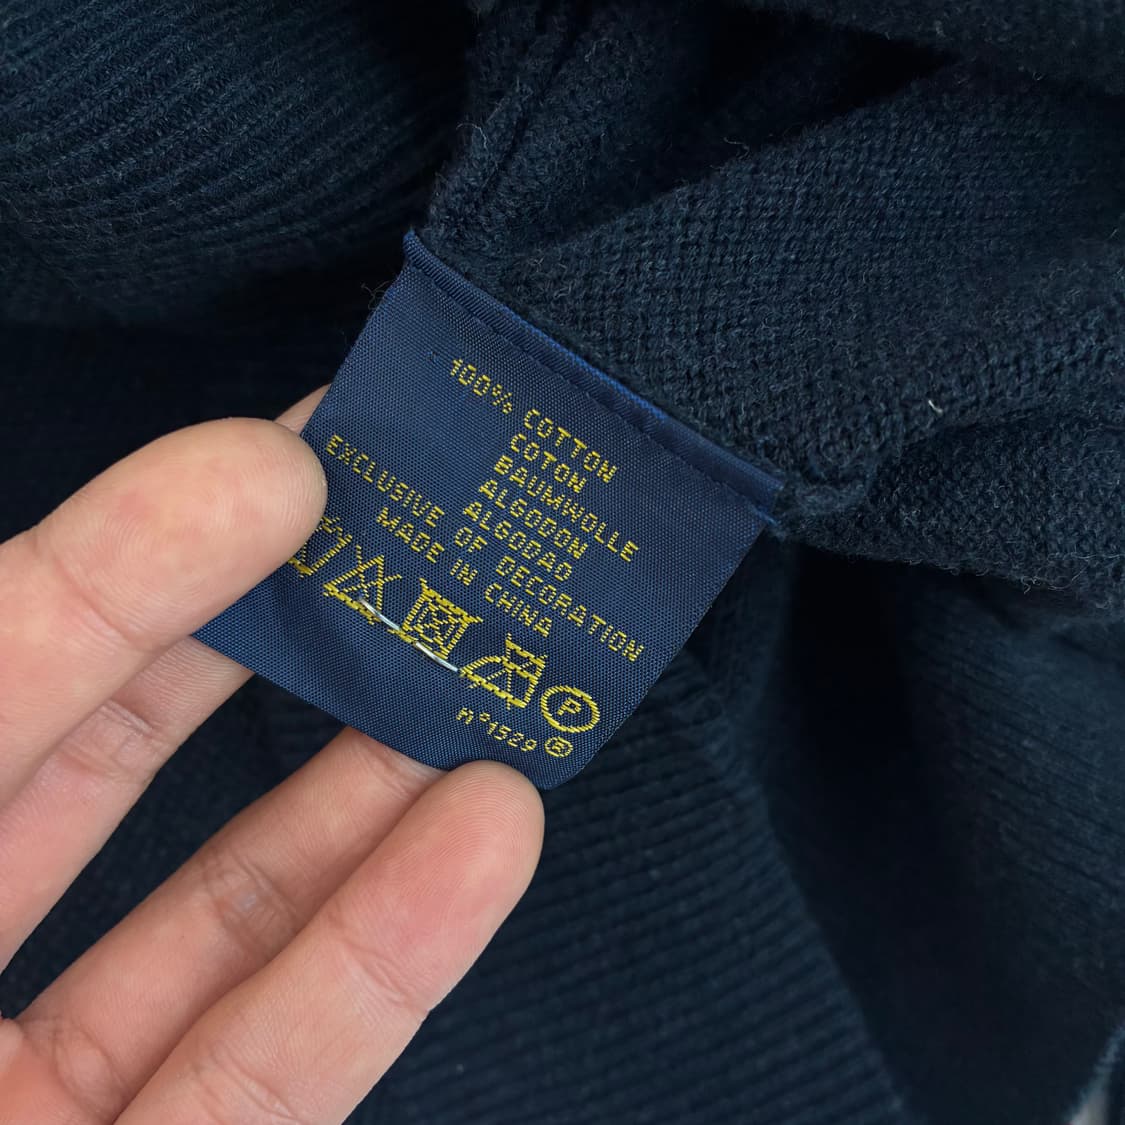 100% COTTON
COTON
BAUMWOLLE
ALGODON
ALGODAO
EXCLUSIVE OF DECORATION
MADE IN CHINA
P
n°1529 ®